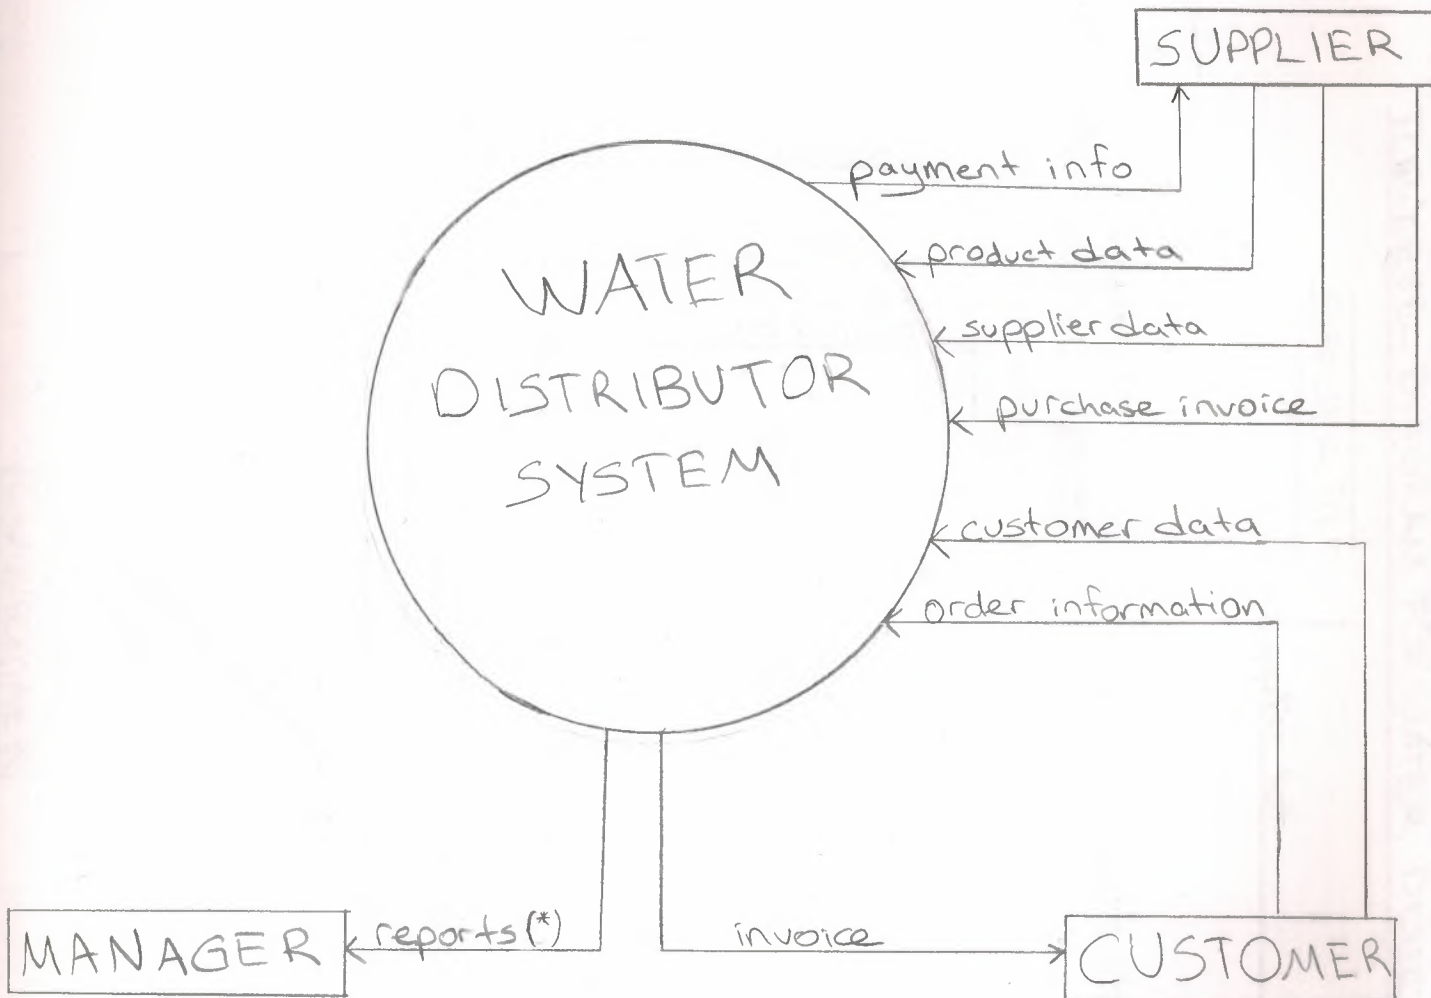 SUPPLIER
payment info
product data
supplier data
purchase invoice
WATER
DISTRIBUTOR
SYSTEM
customer data
order information
reports (*)
invoice
MANAGER
CUSTOMER